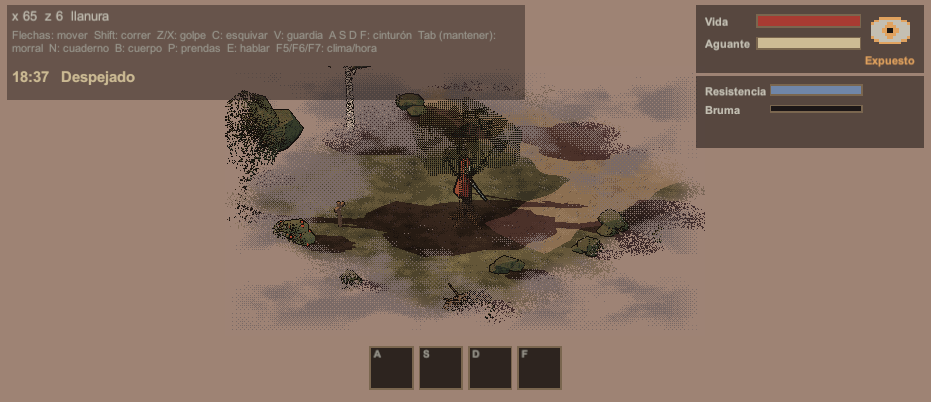 x 65 z 6 llanura
Flechas: mover Shift: correr Z/X: golpe C: esquivar V: guardia A S D F: cinturón Tab (mantener):
morral N: cuaderno B: cuerpo P: prendas E: hablar F5/F6/F7: clima/hora
18:37 Despejado
Vida
Aguante
Expuesto
Resistencia
Bruma
A S D F